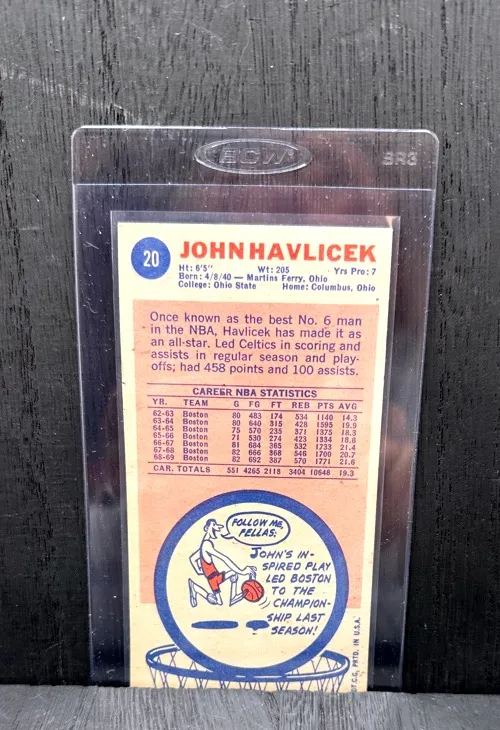 BCW
SR3
20
JOHN HAVLICEK
Ht: 6'5" Wt: 205 Yrs Pro: 7
Born: 4/8/40 — Martins Ferry, Ohio
College: Ohio State Home: Columbus, Ohio
Once known as the best No. 6 man
in the NBA, Havlicek has made it as
an all-star. Led Celtics in scoring and
assists in regular season and play-
offs; had 458 points and 100 assists.
CAREER NBA STATISTICS
YR. TEAM G FG FT REB PTS AVG
62-63 Boston 80 483 174 534 1140 14.3
63-64 Boston 80 640 315 428 1595 19.9
64-65 Boston 75 570 235 371 1375 18.3
65-66 Boston 71 530 274 423 1334 18.8
66-67 Boston 81 684 365 532 1733 21.4
67-68 Boston 82 666 368 546 1700 20.7
68-69 Boston 82 692 387 570 1771 21.6
CAR. TOTALS 551 4265 2118 3404 10648 19.3
FOLLOW ME,
FELLAS:
JOHN'S IN-
SPIRED PLAY
LED BOSTON
TO THE
CHAMPION-
SHIP LAST
SEASON!
T.C.G. PRTD. IN U.S.A.